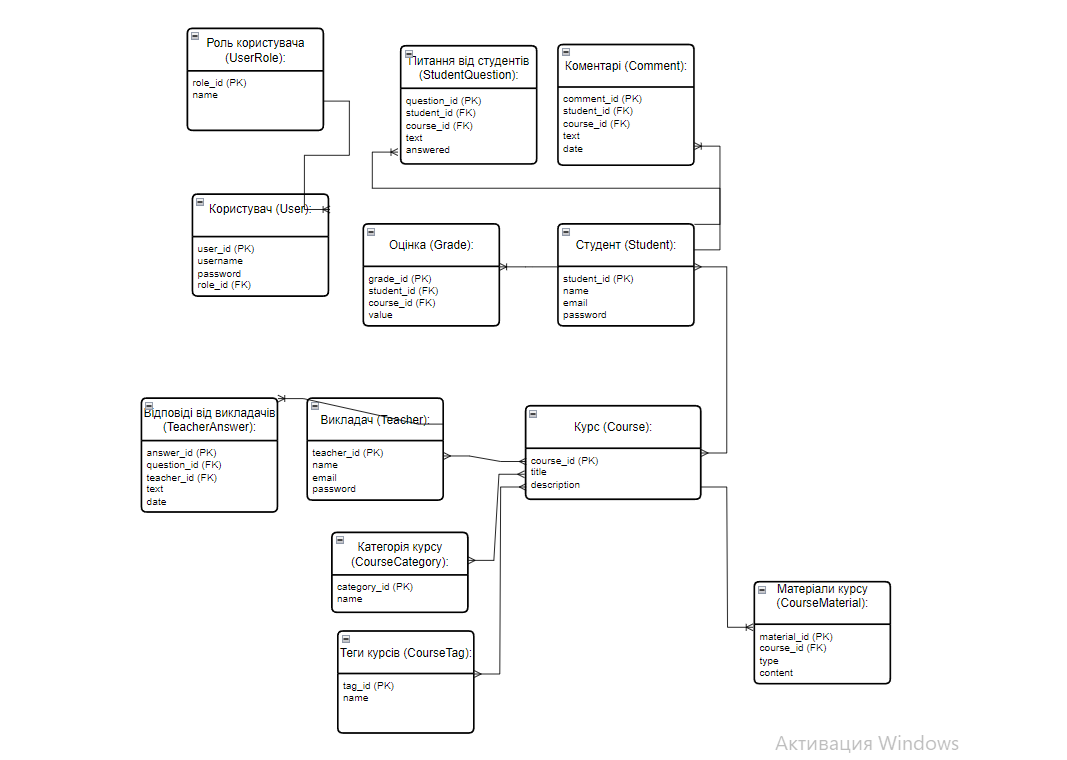 Роль користувача
(UserRole):
role_id (PK)
name
Питання від студентів
(StudentQuestion):
question_id (PK)
student_id (FK)
course_id (FK)
text
answered
Коментарі (Comment):
comment_id (PK)
student_id (FK)
course_id (FK)
text
date
Користувач (User):
user_id (PK)
username
password
role_id (FK)
Оцінка (Grade):
grade_id (PK)
student_id (FK)
course_id (FK)
value
Студент (Student):
student_id (PK)
name
email
password
Відповіді від викладачів
(TeacherAnswer):
answer_id (PK)
question_id (FK)
teacher_id (FK)
text
date
Викладач (Teacher):
teacher_id (PK)
name
email
password
Курс (Course):
course_id (PK)
title
description
Категорія курсу
(CourseCategory):
category_id (PK)
name
Матеріали курсу
(CourseMaterial):
material_id (PK)
course_id (FK)
type
content
Теги курсів (CourseTag):
tag_id (PK)
name
Активация Windows